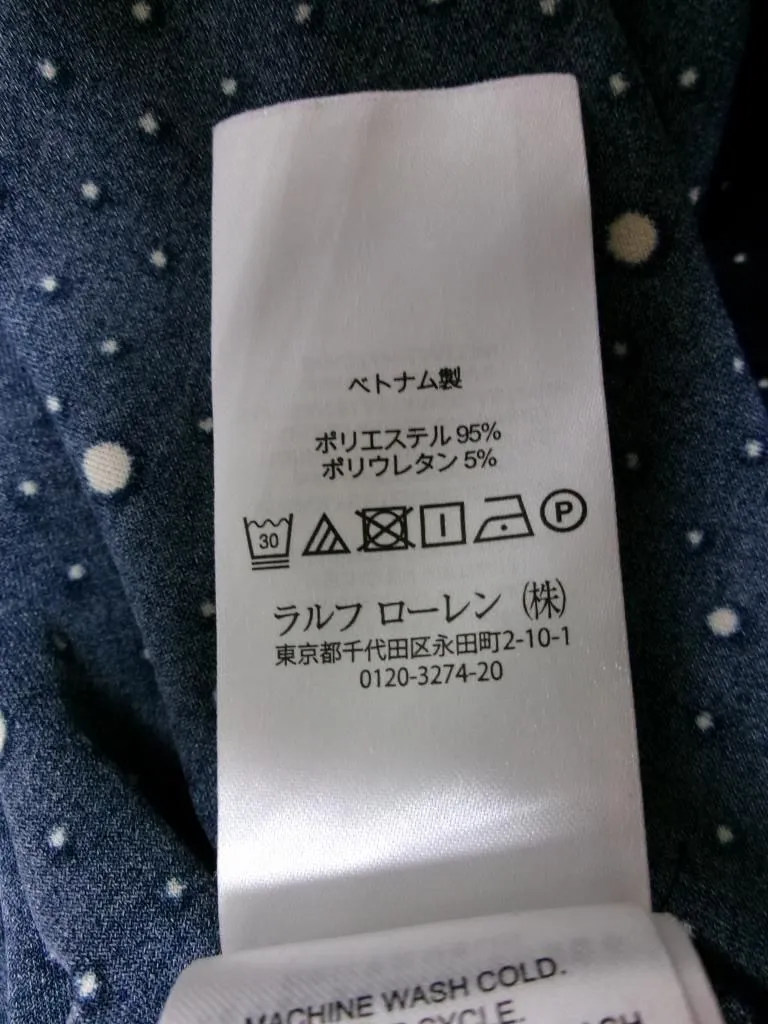 ベトナム製
ポリエステル 95%
ポリウレタン 5%
30 P
ラルフ ローレン (株)
東京都千代田区永田町2-10-1
0120-3274-20
MACHINE WASH COLD.
CYCLE.